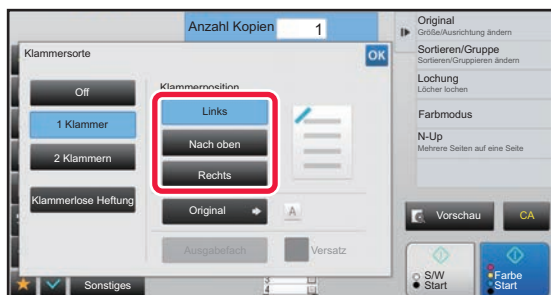 Anzahl Kopien
1
Klammersorte
OK
Off
1 Klammer
2 Klammern
Klammerlose Heftung
Klammerposition
Links
Nach oben
Rechts
Original
A
Ausgabefach
Versatz
Sonstiges
3
4
Original
Größe/Ausrichtung ändern
Sortieren/Gruppe
Sortieren/Gruppieren ändern
Lochung
Löcher lochen
Farbmodus
N-Up
Mehrere Seiten auf eine Seite
Vorschau
CA
S/W
Start
Farbe
Start